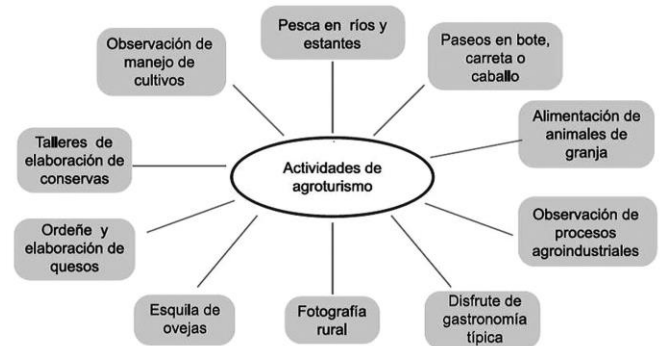 Pesca en ríos y
estantes
Paseos en bote,
carreta o
caballo
Alimentación de
animales de
granja
Observación de
procesos
agroindustriales
Disfrute de
gastronomía
típica
Fotografía
rural
Esquila de
ovejas
Ordeñe y
elaboración de
quesos
Talleres de
elaboración de
conservas
Observación de
manejo de
cultivos
Actividades de
agroturismo